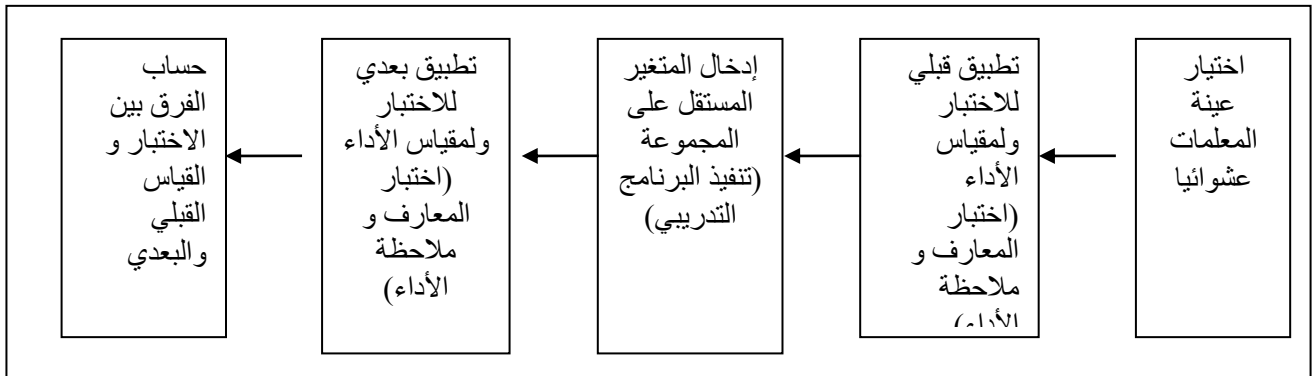 اختيار
عينة
المعلمات
عشوائيا
تطبيق قبلي
للاختبار
ولمقياس
الأداء
(اختبار
المعارف و
ملاحظة
الأداء)
إدخال المتغير
المستقل على
المجموعة
(تنفيذ البرنامج
التدريبي)
تطبيق بعدي
للاختبار
ولمقياس الأداء
(اختبار
المعارف و
ملاحظة
الأداء)
حساب
الفرق بين
الاختبار و
القياس
القبلي
والبعدي